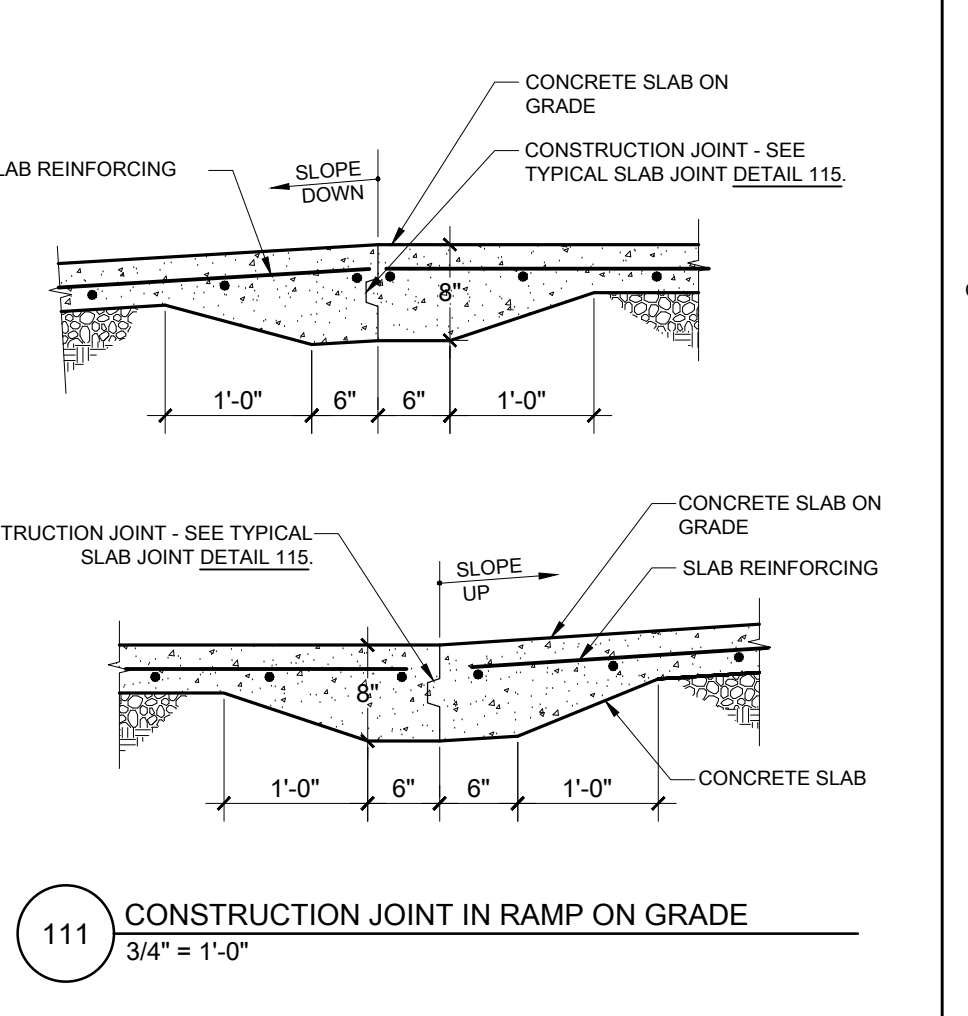 CONCRETE SLAB ON
GRADE
CONSTRUCTION JOINT - SEE
TYPICAL SLAB JOINT DETAIL 115.
LAB REINFORCING
SLOPE
DOWN
8"
1'-0" 6" 6" 1'-0"
CONCRETE SLAB ON
GRADE
TRUCTION JOINT - SEE TYPICAL
SLAB JOINT DETAIL 115.
SLOPE
UP
SLAB REINFORCING
8"
1'-0" 6" 6" 1'-0"
CONCRETE SLAB
111 CONSTRUCTION JOINT IN RAMP ON GRADE
3/4" = 1'-0"